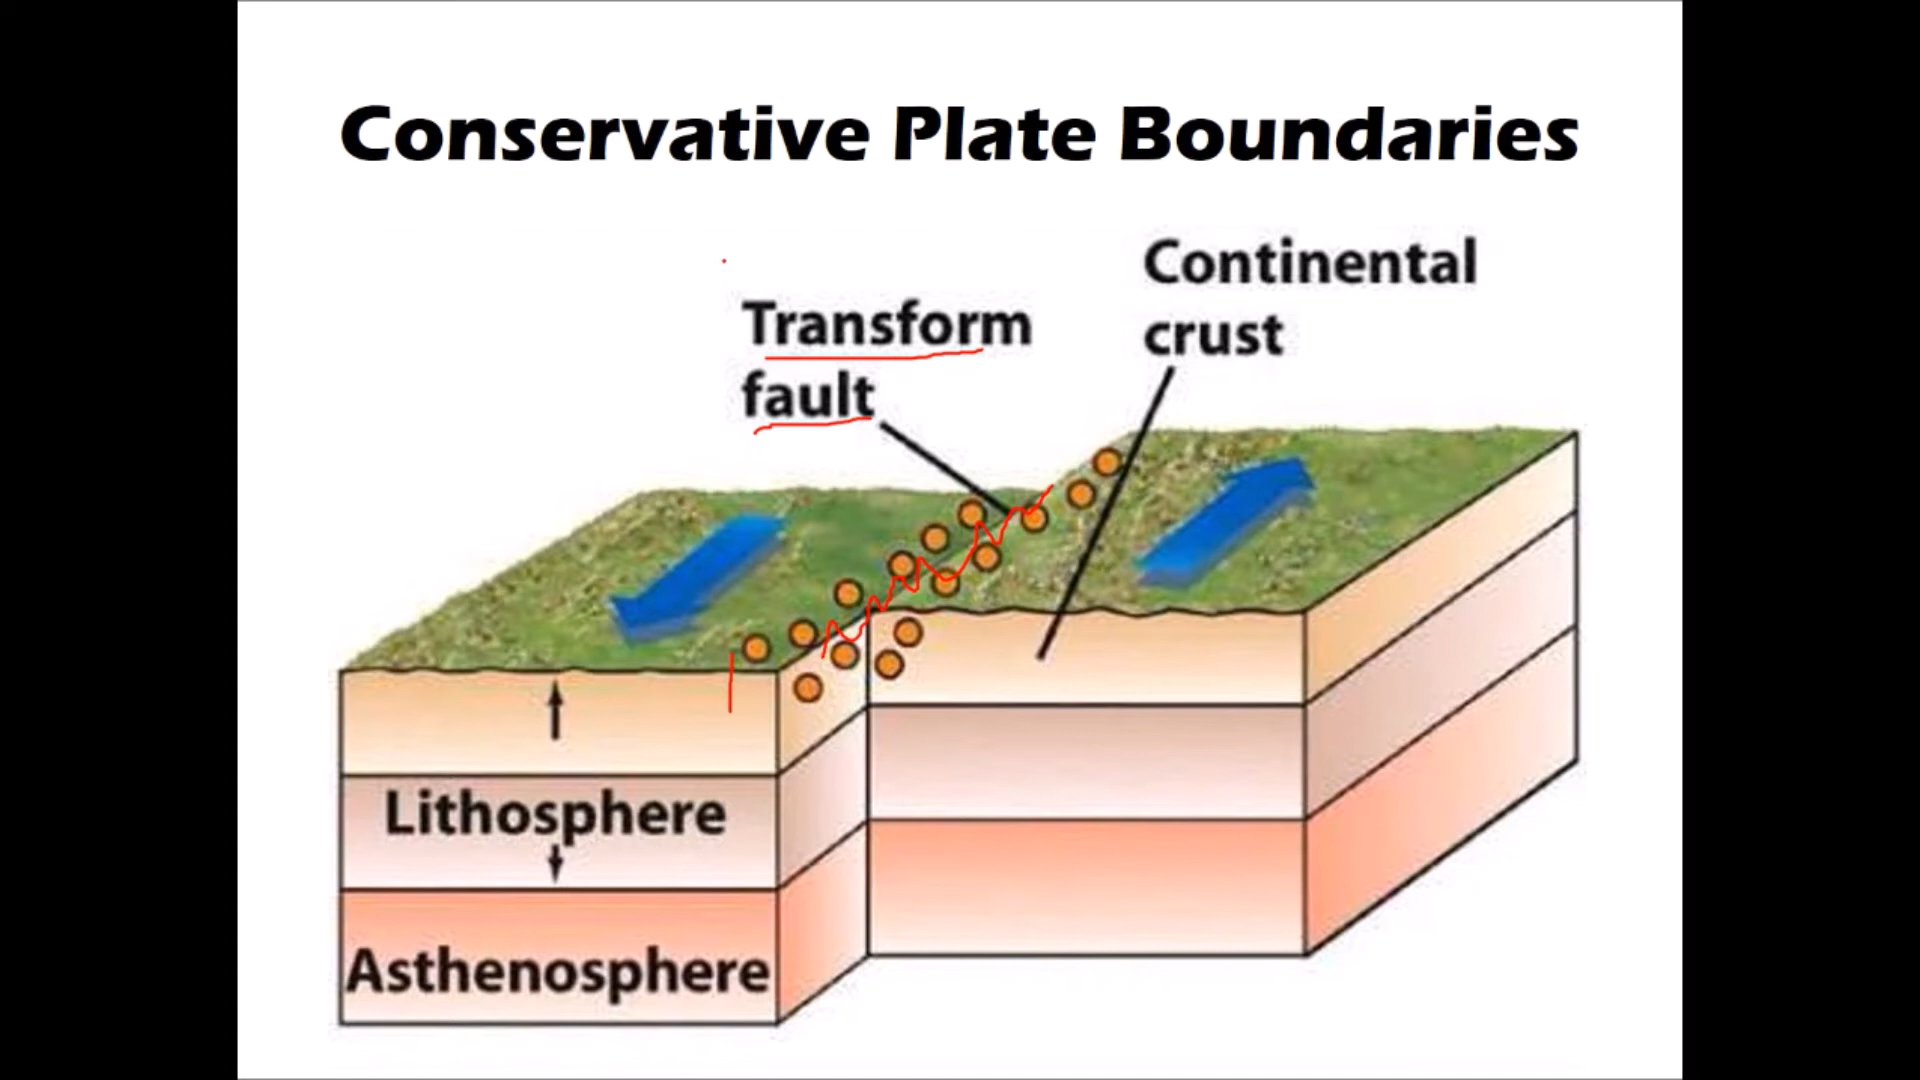 Conservative Plate Boundaries
Continental
crust
Transform
fault
Lithosphere
Asthenosphere